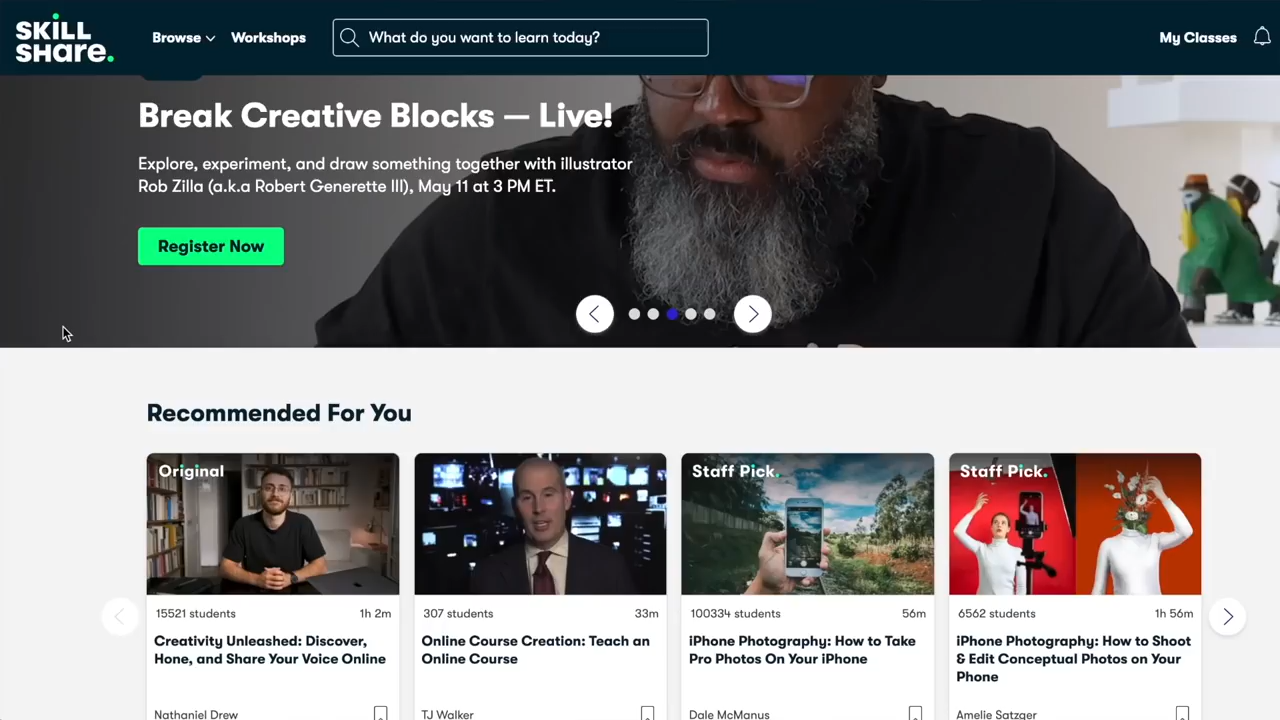 SKILL
SHare.
Browse
Workshops
What do you want to learn today?
My Classes
Break Creative Blocks — Live!
Explore, experiment, and draw something together with illustrator
Rob Zilla (a.k.a Robert Generette III), May 11 at 3 PM ET.
Register Now
Recommended For You
Original
15521 students
1h 2m
Creativity Unleashed: Discover,
Hone, and Share Your Voice Online
Nathaniel Drew
307 students
33m
Online Course Creation: Teach an
Online Course
TJ Walker
Staff Pick.
100334 students
56m
iPhone Photography: How to Take
Pro Photos On Your iPhone
Dale McManus
Staff Pick.
6562 students
1h 56m
iPhone Photography: How to Shoot
& Edit Conceptual Photos on Your
Phone
Amelie Satzger